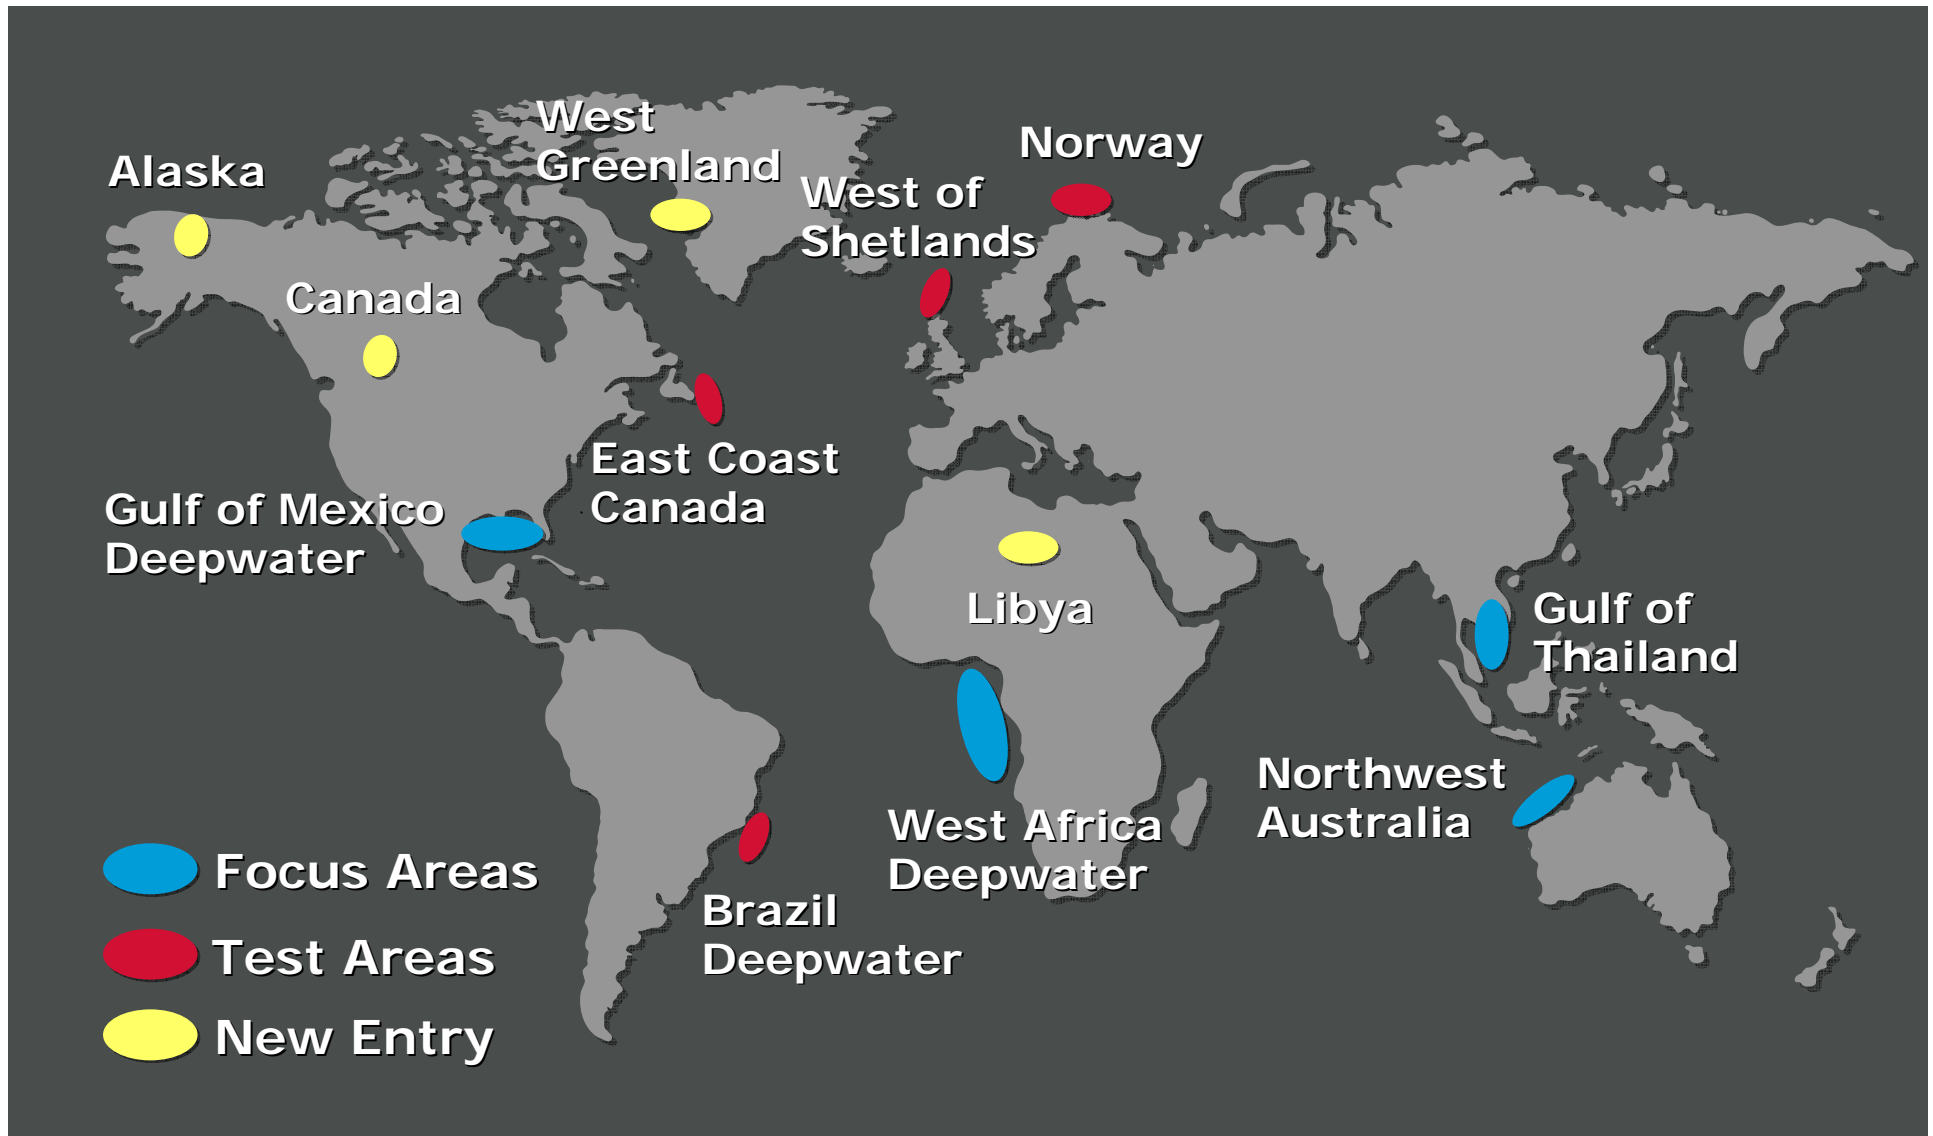 West
Greenland
Norway
Alaska
West of
Shetlands
Canada
East Coast
Canada
Gulf of Mexico
Deepwater
Libya
Gulf of
Thailand
Northwest
Australia
West Africa
Deepwater
Brazil
Deepwater
Focus Areas
Test Areas
New Entry